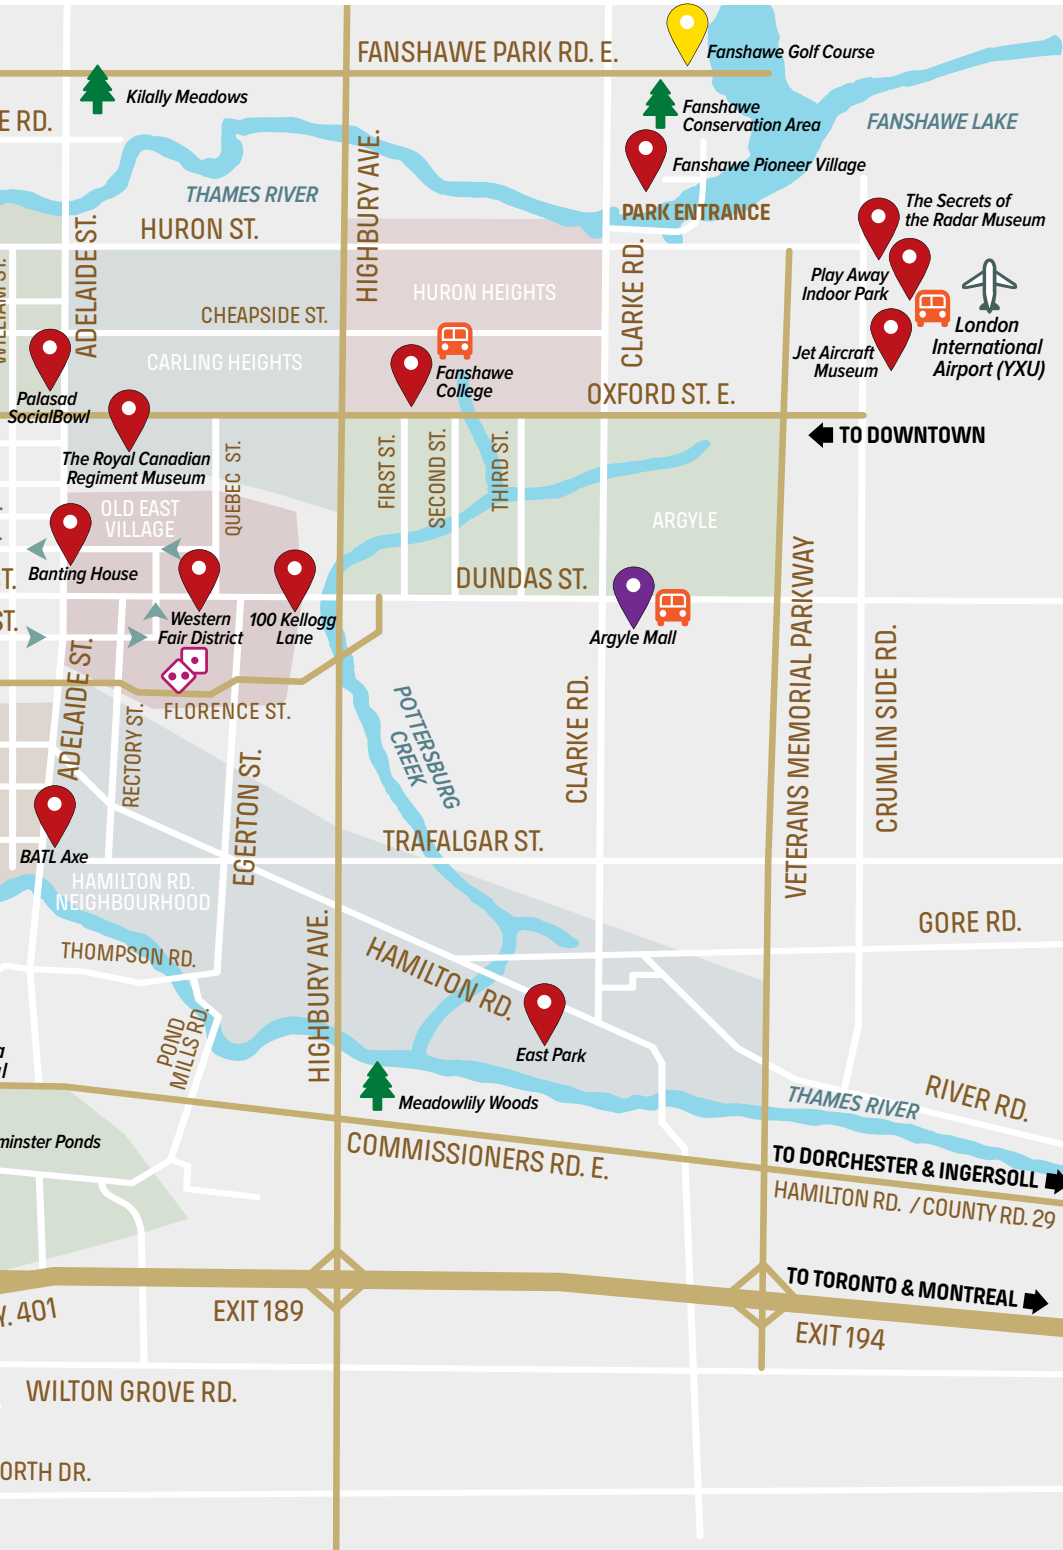 FANSHAWE PARK RD. E.
Fanshawe Golf Course
Kilally Meadows
Fanshawe
Conservation Area
FANSHAWE LAKE
E RD.
HIGHBURY AVE.
Fanshawe Pioneer Village
THAMES RIVER
PARK ENTRANCE
The Secrets of
the Radar Museum
HURON ST.
ADELAIDE ST.
CLARKE RD.
Play Away
Indoor Park
HURON HEIGHTS
WILLIAM ST.
CHEAPSIDE ST.
London
International
Airport (YXU)
Jet Aircraft
Museum
CARLING HEIGHTS
Fanshawe
College
OXFORD ST. E.
Palasad
SocialBowl
TO DOWNTOWN
The Royal Canadian
Regiment Museum
QUEBEC ST.
FIRST ST.
SECOND ST.
THIRD ST.
OLD EAST
VILLAGE
ARGYLE
Banting House
T.
DUNDAS ST.
ST.
Western
Fair District
100 Kellogg
Lane
Argyle Mall
VETERANS MEMORIAL PARKWAY
CRUMLIN SIDE RD.
ADELAIDE ST.
FLORENCE ST.
RECTORY ST.
POTTERSBURG
CREEK
CLARKE RD.
EGERTON ST.
TRAFALGAR ST.
BATL Axe
HAMILTON RD.
NEIGHBOURHOOD
GORE RD.
THOMPSON RD.
HIGHBURY AVE.
HAMILTON RD.
POND
MILLS RD.
East Park
a
l
Meadowlily Woods
THAMES RIVER
RIVER RD.
minster Ponds
COMMISSIONERS RD. E.
TO DORCHESTER & INGERSOLL
HAMILTON RD. / COUNTY RD. 29
TO TORONTO & MONTREAL
Y. 401
EXIT 189
EXIT 194
WILTON GROVE RD.
ORTH DR.